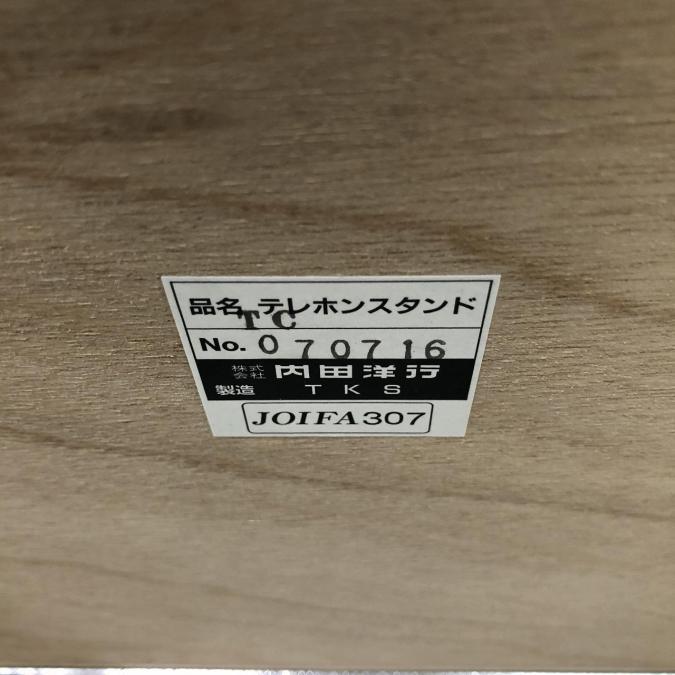 品名 テレホンスタンド
TC
No. 070716
株式会社 内田洋行
製造 TKS
JOIFA307